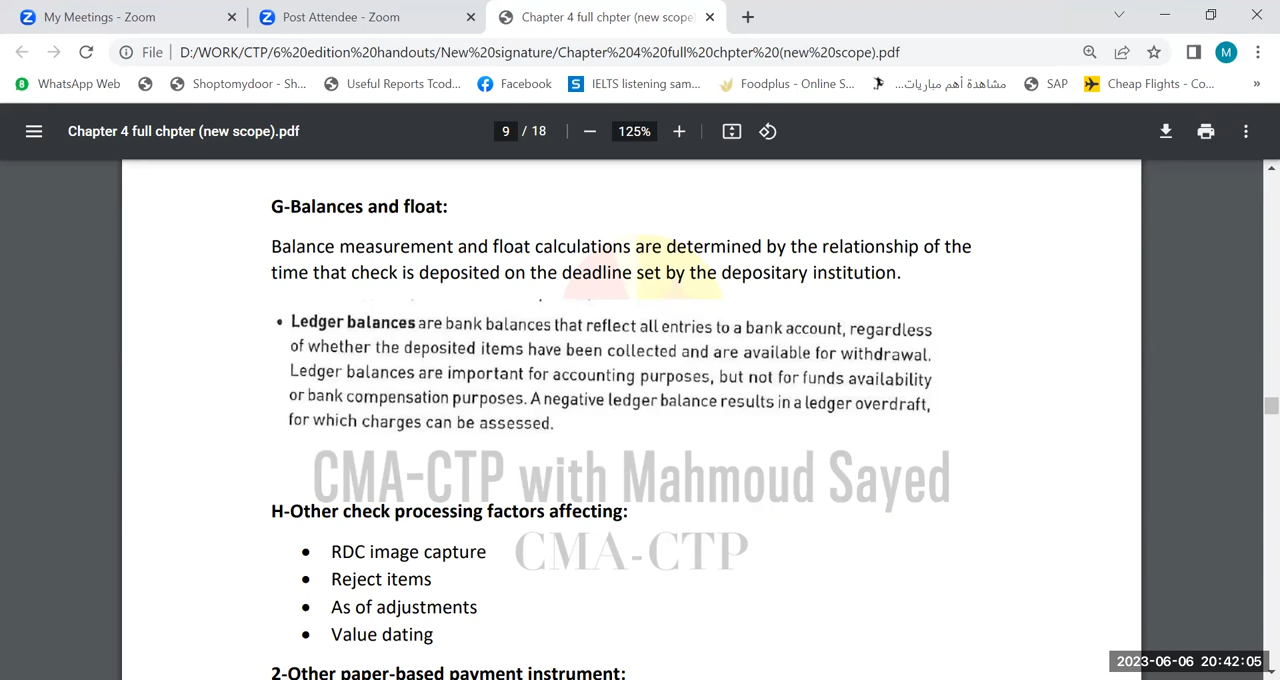 My Meetings - Zoom
Post Attendee - Zoom
Chapter 4 full chpter (new scope)
File D:/WORK/CTP/6%20edition%20handouts/New%20signature/Chapter%204%20full%20chpter%20(new%20scope).pdf
M
WhatsApp Web
Shoptomydoor - Sh...
Useful Reports Tcod...
Facebook
IELTS listening sam...
Foodplus - Online S...
مشاهدة أهم مباريات...
SAP
Cheap Flights - Co...
»
Chapter 4 full chpter (new scope).pdf
9 / 18
125%
G-Balances and float:
Balance measurement and float calculations are determined by the relationship of the
time that check is deposited on the deadline set by the depositary institution.
• Ledger balances are bank balances that reflect all entries to a bank account, regardless
of whether the deposited items have been collected and are available for withdrawal.
Ledger balances are important for accounting purposes, but not for funds availability
or bank compensation purposes. A negative ledger balance results in a ledger overdraft,
for which charges can be assessed.
CMA-CTP with Mahmoud Sayed
H-Other check processing factors affecting:
• RDC image capture
CMA-CTP
• Reject items
• As of adjustments
• Value dating
2-Other paper-based payment instrument:
2023-06-06 20:42:05